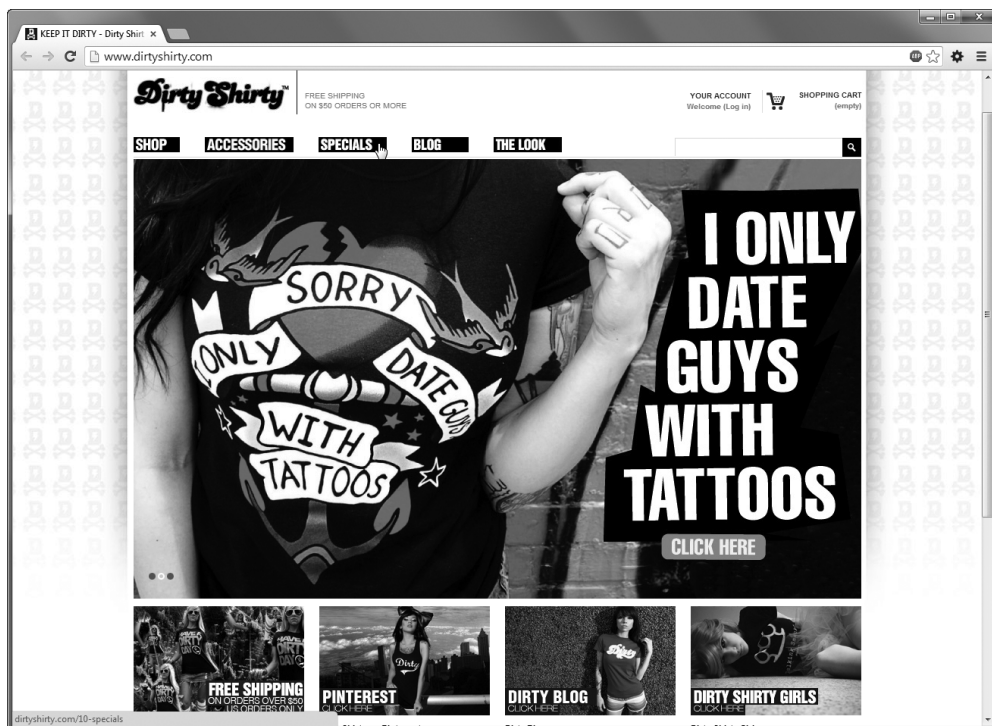 KEEP IT DIRTY - Dirty Shirt
www.dirtyshirty.com
Dirty Shirty™
FREE SHIPPING
ON $50 ORDERS OR MORE
YOUR ACCOUNT
Welcome (Log in)
SHOPPING CART
(empty)
SHOP
ACCESSORIES
SPECIALS
BLOG
THE LOOK
SORRY
I ONLY
DATE GUYS
WITH
TATTOOS
I ONLY
DATE
GUYS
WITH
TATTOOS
CLICK HERE
FREE SHIPPING
ON ORDERS OVER $50
US ORDERS ONLY
Dirty
PINTEREST
CLICK HERE
Dirty
DIRTY BLOG
CLICK HERE
DIRTY SHIRTY GIRLS
CLICK HERE
dirtyshirty.com/10-specials